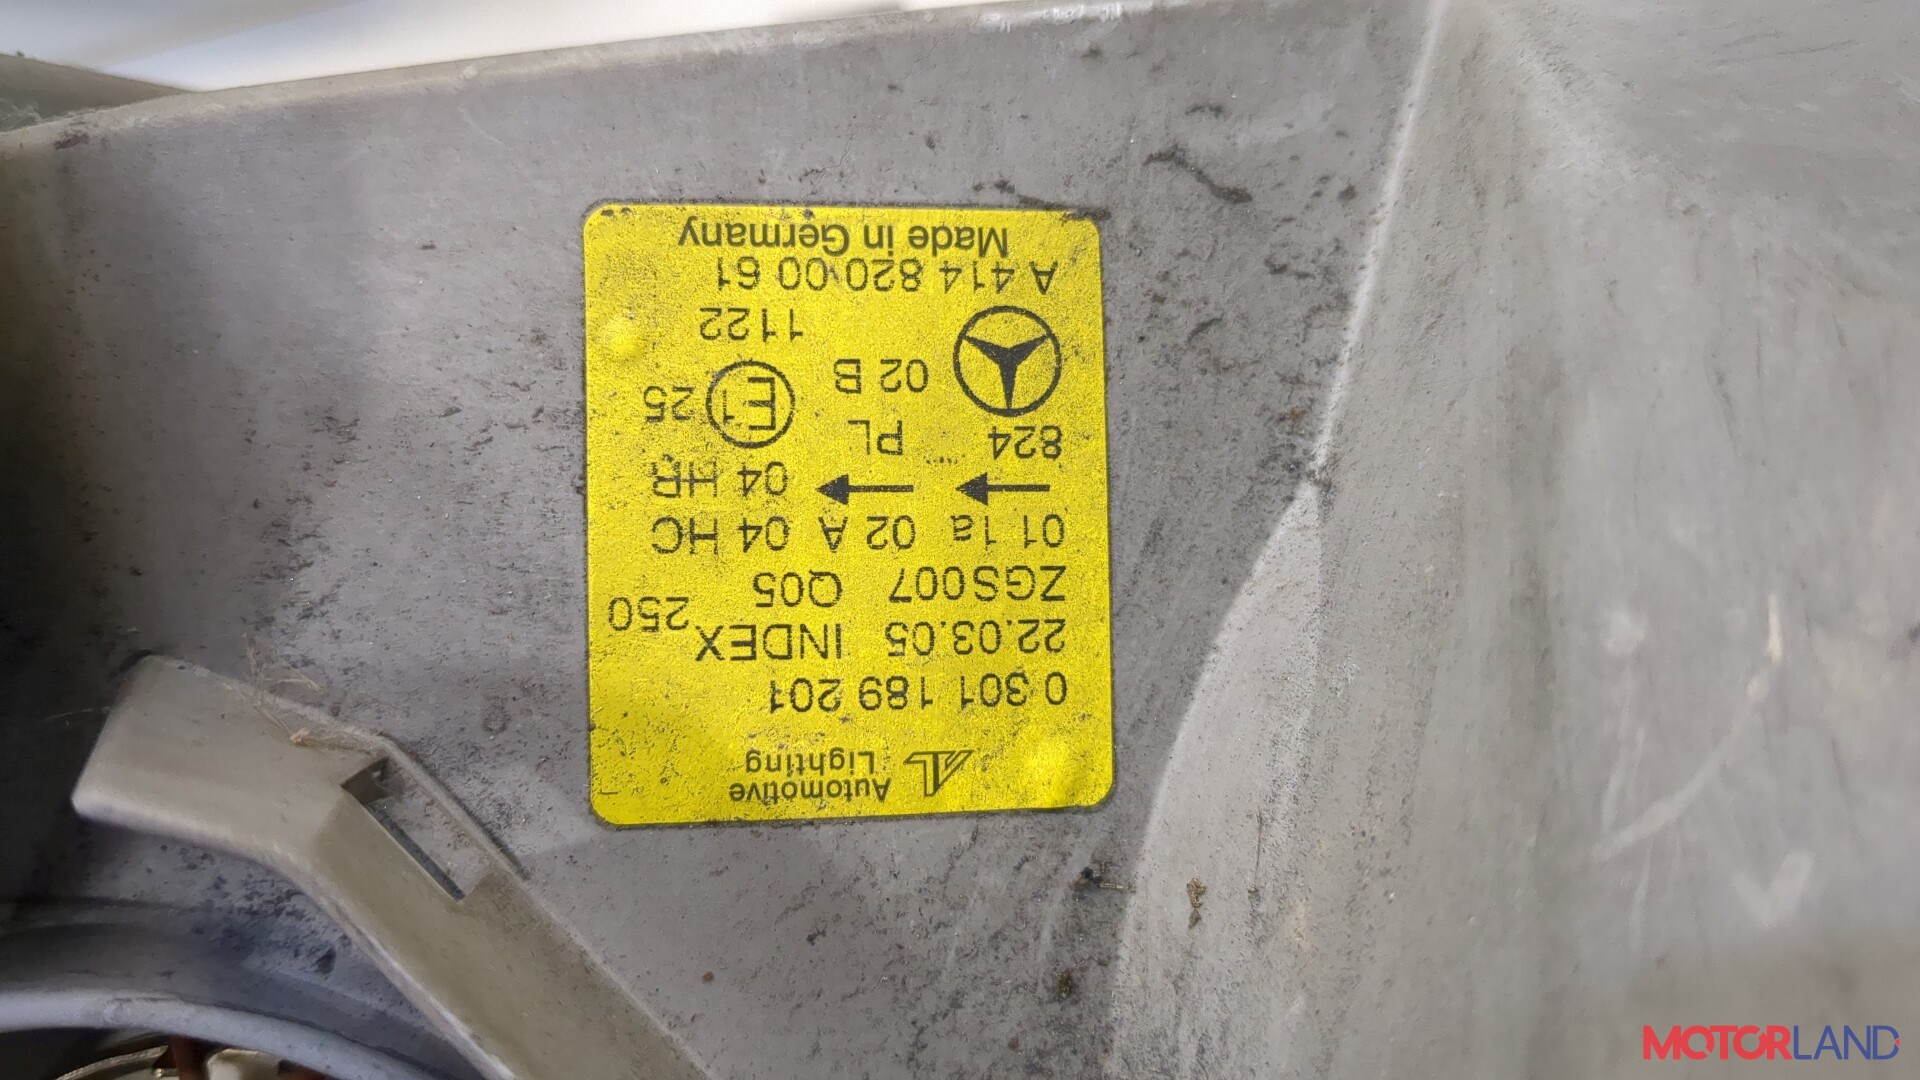 Automotive
Lighting
0 301 189 201
22.03.05 INDEX 250
ZGS007 Q05
01 1a 02 A 04 HC
04 HR
824 PL
E1 25
02 B
1122
A 414 820 00 61
Made in Germany
MOTORLAND